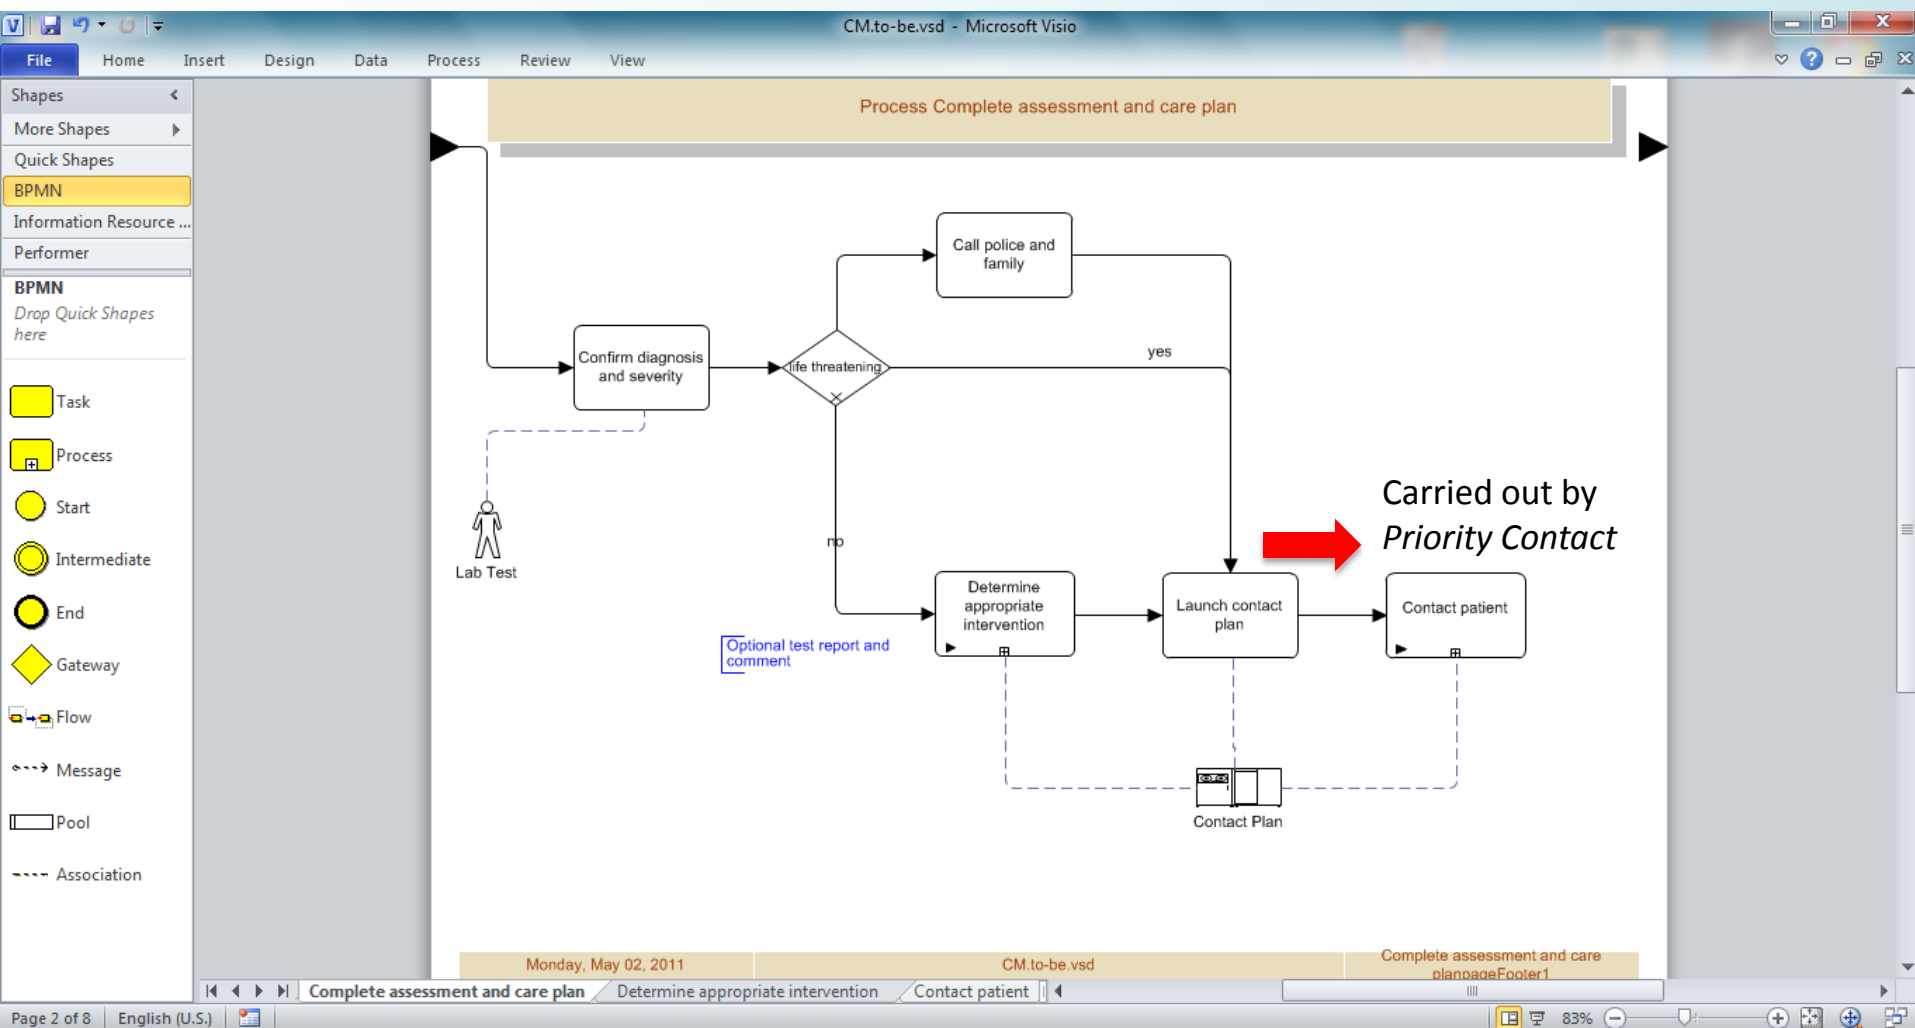 CM.to-be.vsd - Microsoft Visio
File Home Insert Design Data Process Review View
Shapes
More Shapes
Quick Shapes
BPMN
Information Resource ...
Performer
BPMN
Drop Quick Shapes
here
Task
Process
Start
Intermediate
End
Gateway
Flow
Message
Pool
Association
Process Complete assessment and care plan
Call police and
family
Confirm diagnosis
and severity
life threatening
yes
no
Lab Test
Carried out by
Priority Contact
Determine
appropriate
intervention
Launch contact
plan
Contact patient
Optional test report and
comment
Contact Plan
Monday, May 02, 2011
CM.to-be.vsd
Complete assessment and care
planpageFooter1
Complete assessment and care plan Determine appropriate intervention Contact patient
Page 2 of 8 English (U.S.) 83%